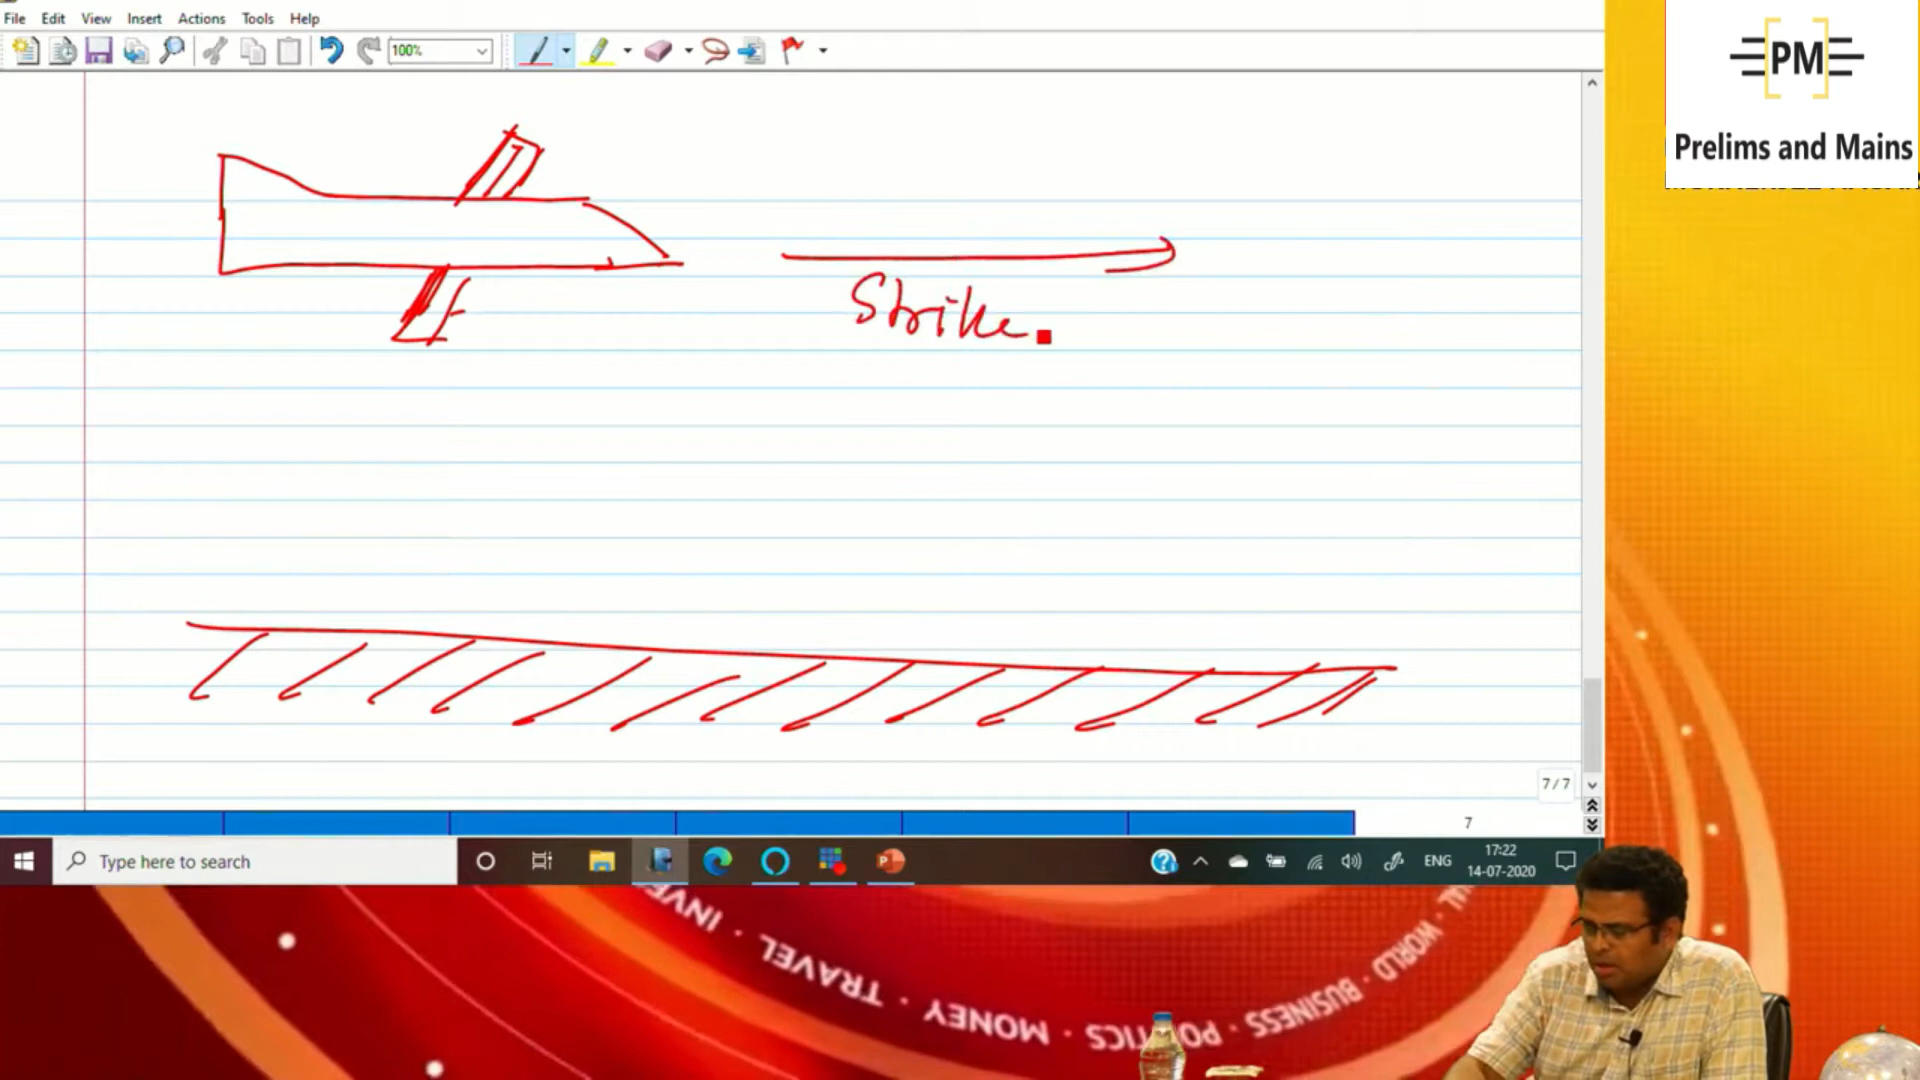 File Edit View Insert Actions Tools Help
100%
PM
Prelims and Mains
Strike.
7 / 7
7
Type here to search
ENG
17:22
14-07-2020
INVE · TRAVEL · MONEY · POLITICS · BUSINESS · WORLD ·